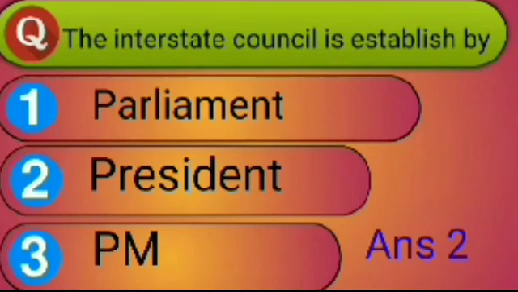 Q The interstate council is establish by
1 Parliament
2 President
3 PM
Ans 2